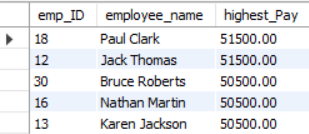 emp_ID employee_name highest_Pay
18 Paul Clark 51500.00
12 Jack Thomas 51500.00
30 Bruce Roberts 50500.00
16 Nathan Martin 50500.00
13 Karen Jackson 50500.00